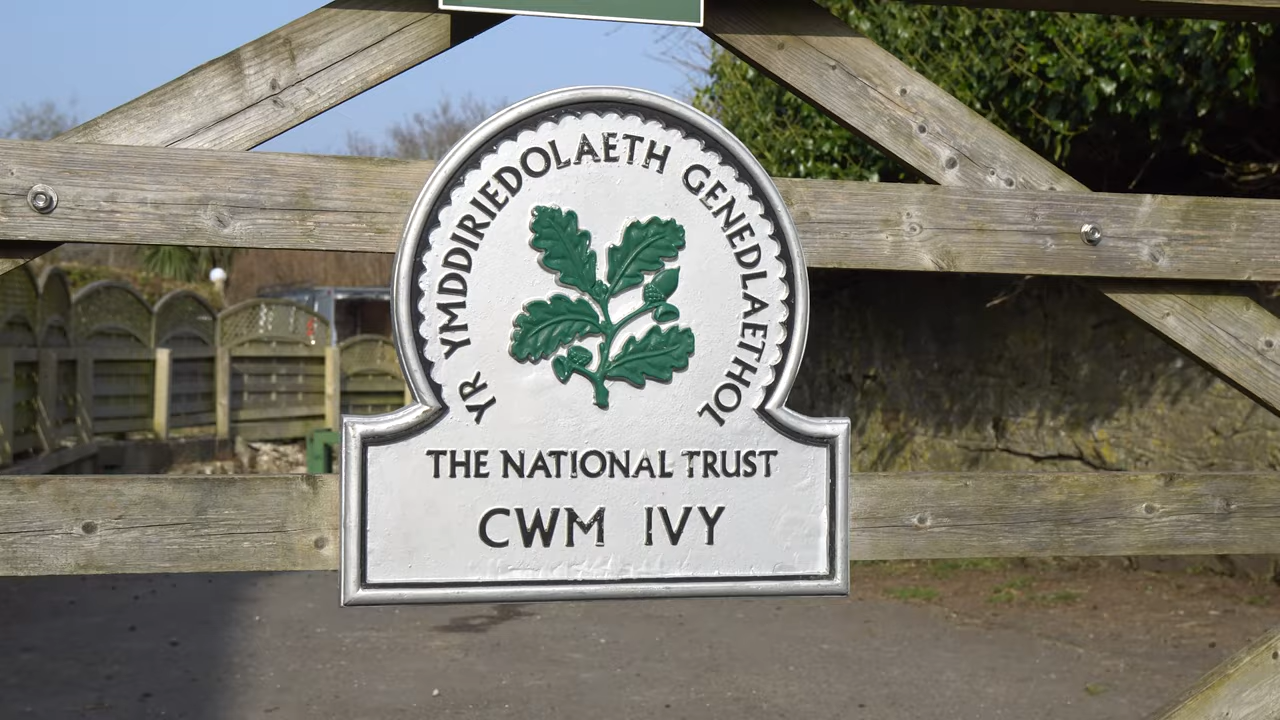 YR YMDDIRIEDOLAETH GENEDLAETHOL
THE NATIONAL TRUST
CWM IVY